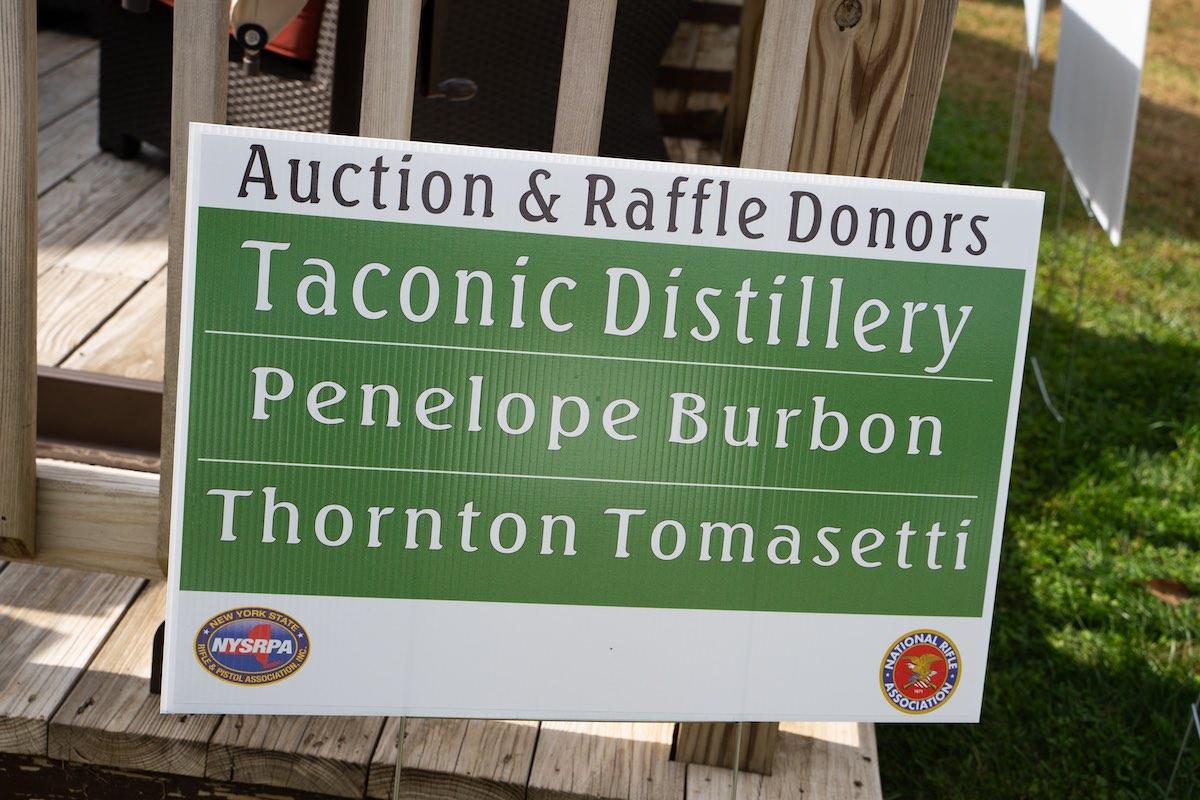 Auction & Raffle Donors
Taconic Distillery
Penelope Burbon
Thornton Tomasetti
NEW YORK STATE
NYSRPA
RIFLE & PISTOL ASSOCIATION, INC.
NATIONAL RIFLE
1871
ASSOCIATION